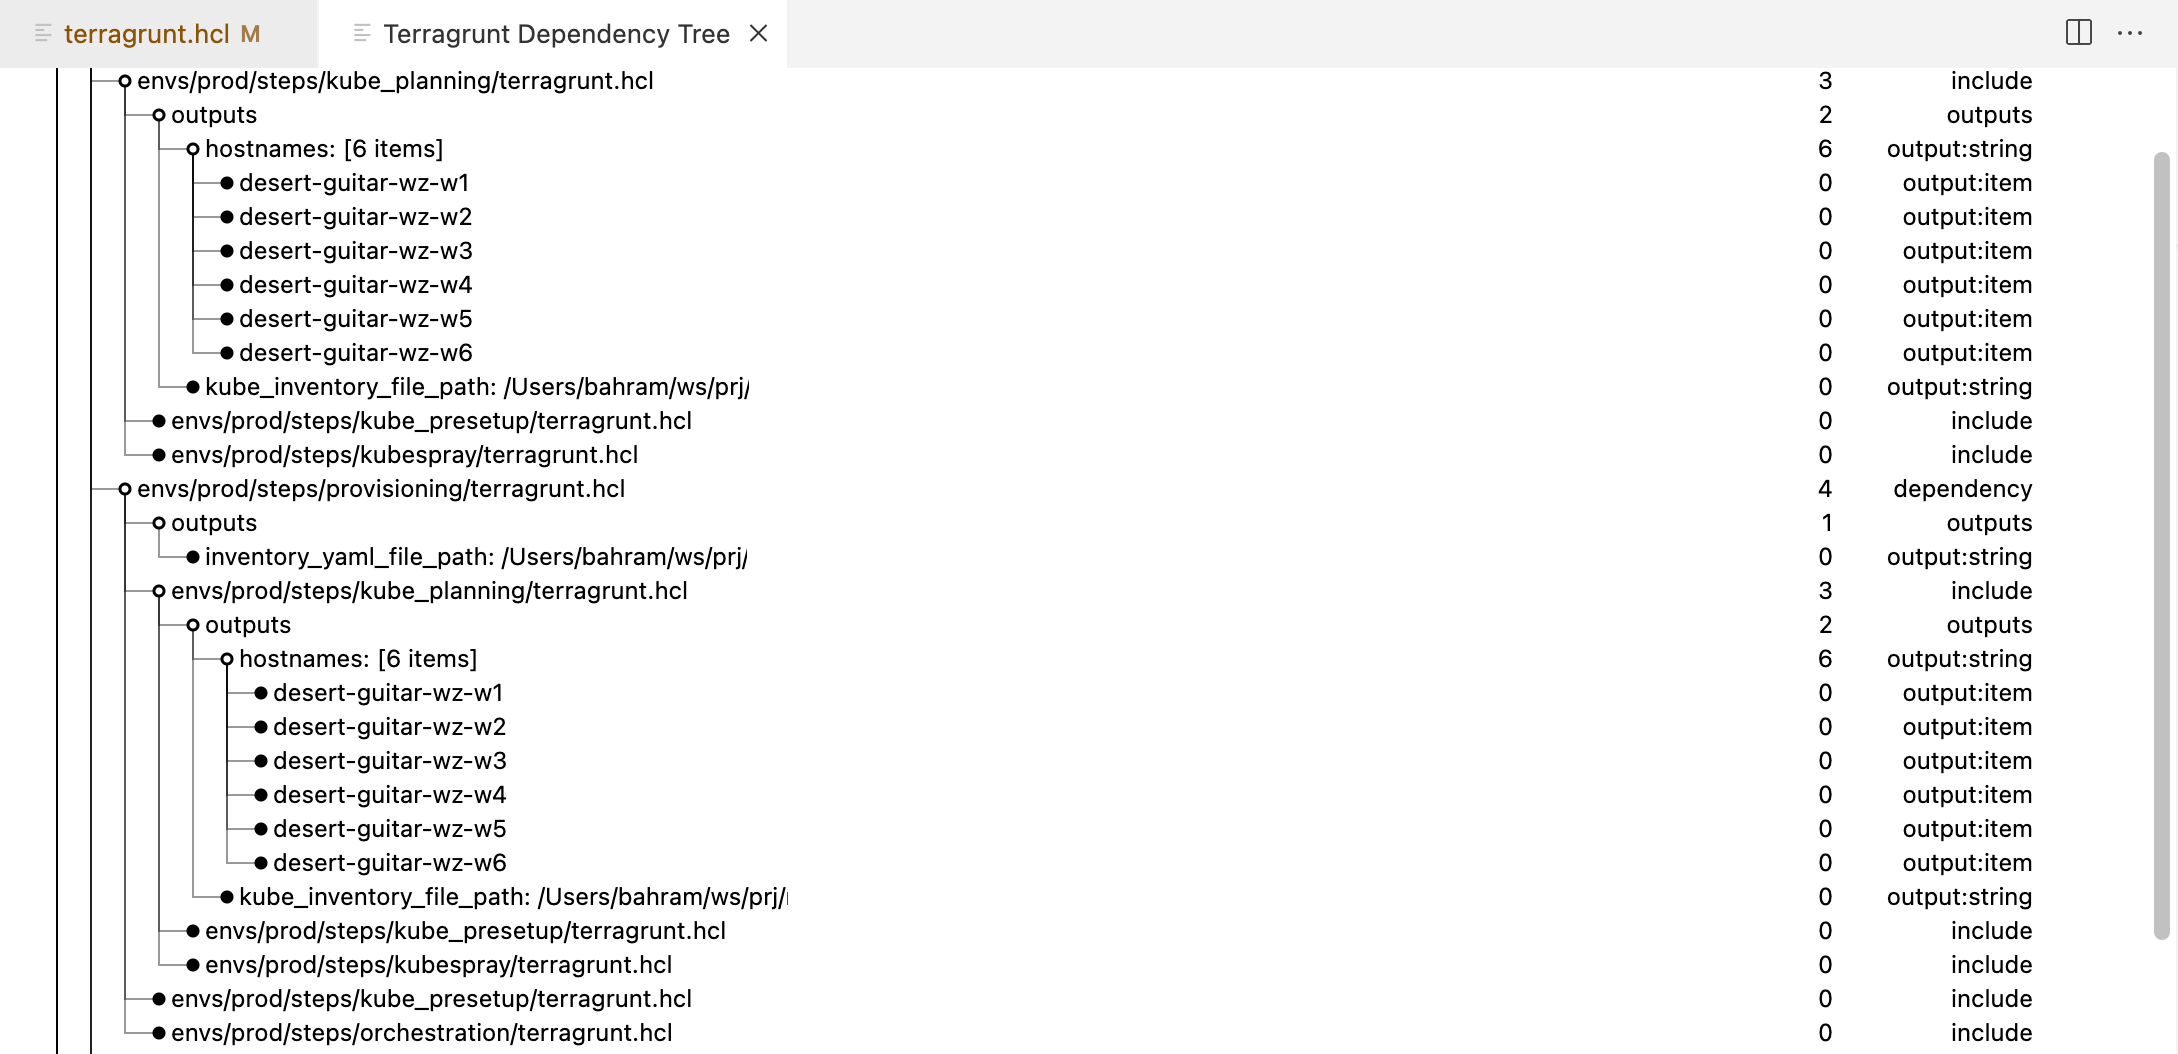 terragrunt.hcl M Terragrunt Dependency Tree
envs/prod/steps/kube_planning/terragrunt.hcl 3 include
outputs 2 outputs
hostnames: [6 items] 6 output:string
desert-guitar-wz-w1 0 output:item
desert-guitar-wz-w2 0 output:item
desert-guitar-wz-w3 0 output:item
desert-guitar-wz-w4 0 output:item
desert-guitar-wz-w5 0 output:item
desert-guitar-wz-w6 0 output:item
kube_inventory_file_path: /Users/bahram/ws/prj/ 0 output:string
envs/prod/steps/kube_presetup/terragrunt.hcl 0 include
envs/prod/steps/kubespray/terragrunt.hcl 0 include
envs/prod/steps/provisioning/terragrunt.hcl 4 dependency
outputs 1 outputs
inventory_yaml_file_path: /Users/bahram/ws/prj/ 0 output:string
envs/prod/steps/kube_planning/terragrunt.hcl 3 include
outputs 2 outputs
hostnames: [6 items] 6 output:string
desert-guitar-wz-w1 0 output:item
desert-guitar-wz-w2 0 output:item
desert-guitar-wz-w3 0 output:item
desert-guitar-wz-w4 0 output:item
desert-guitar-wz-w5 0 output:item
desert-guitar-wz-w6 0 output:item
kube_inventory_file_path: /Users/bahram/ws/prj/ 0 output:string
envs/prod/steps/kube_presetup/terragrunt.hcl 0 include
envs/prod/steps/kubespray/terragrunt.hcl 0 include
envs/prod/steps/kube_presetup/terragrunt.hcl 0 include
envs/prod/steps/orchestration/terragrunt.hcl 0 include